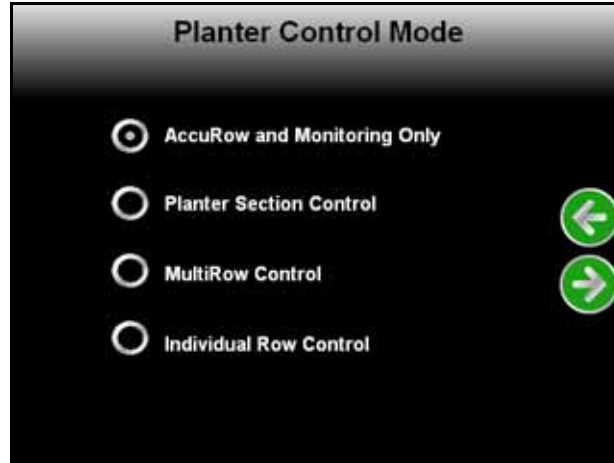 Planter Control Mode
AccuRow and Monitoring Only
Planter Section Control
MultiRow Control
Individual Row Control